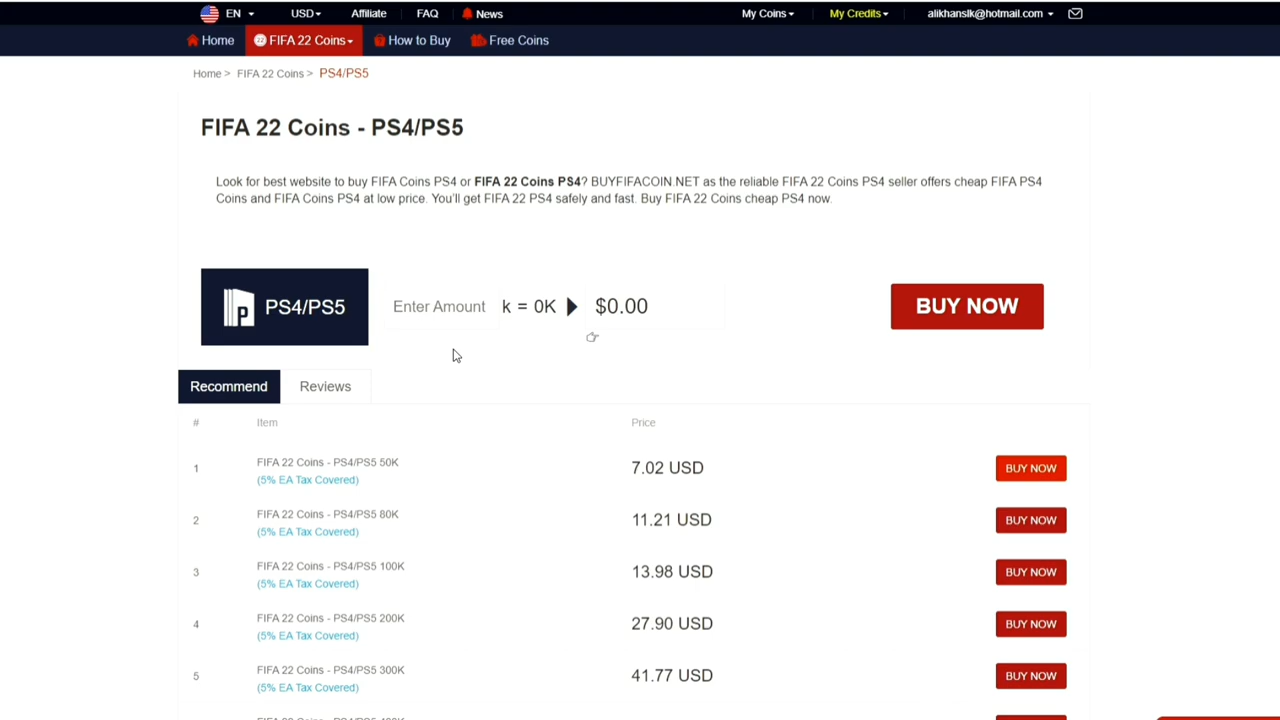 EN USD Affiliate FAQ News My Coins My Credits alikhanslk@hotmail.com
Home FIFA 22 Coins How to Buy Free Coins
Home > FIFA 22 Coins > PS4/PS5
FIFA 22 Coins - PS4/PS5
Look for best website to buy FIFA Coins PS4 or FIFA 22 Coins PS4? BUYFIFACOIN.NET as the reliable FIFA 22 Coins PS4 seller offers cheap FIFA PS4
Coins and FIFA Coins PS4 at low price. You'll get FIFA 22 PS4 safely and fast. Buy FIFA 22 Coins cheap PS4 now.
PS4/PS5 Enter Amount k = 0K $0.00 BUY NOW
Recommend Reviews
# Item Price
1 FIFA 22 Coins - PS4/PS5 50K 7.02 USD BUY NOW
(5% EA Tax Covered)
2 FIFA 22 Coins - PS4/PS5 80K 11.21 USD BUY NOW
(5% EA Tax Covered)
3 FIFA 22 Coins - PS4/PS5 100K 13.98 USD BUY NOW
(5% EA Tax Covered)
4 FIFA 22 Coins - PS4/PS5 200K 27.90 USD BUY NOW
(5% EA Tax Covered)
5 FIFA 22 Coins - PS4/PS5 300K 41.77 USD BUY NOW
(5% EA Tax Covered)